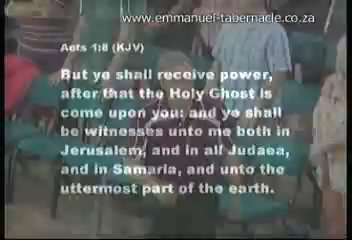 www.emmanuel-tabernacle.co.za
Acts 1:8 (KJV)
But ye shall receive power,
after that the Holy Ghost is
come upon you: and ye shall
be witnesses unto me both in
Jerusalem, and in all Judaea,
and in Samaria, and unto the
uttermost part of the earth.